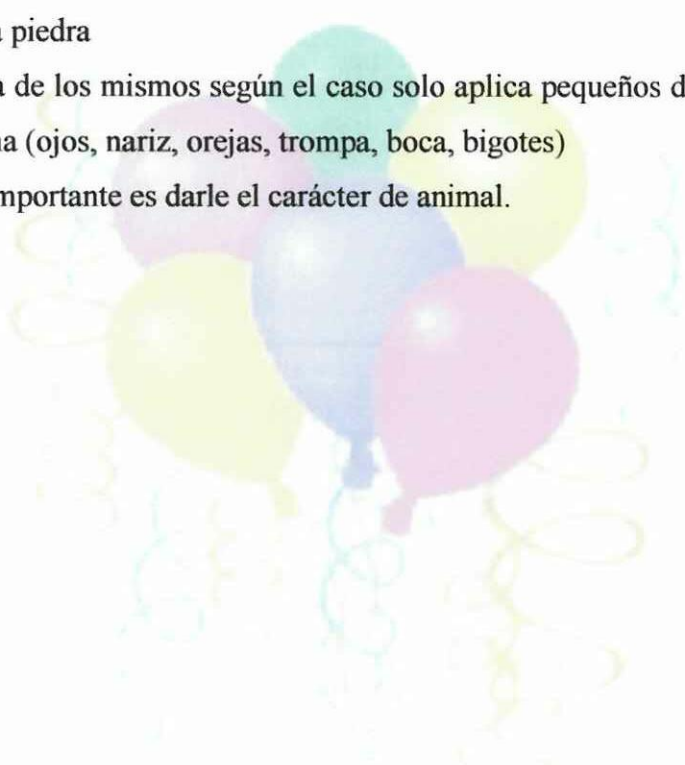 piedra
de los mismos según el caso solo aplica pequeños
(ojos, nariz, orejas, trompa, boca, bigotes)
es darle el carácter de animal.